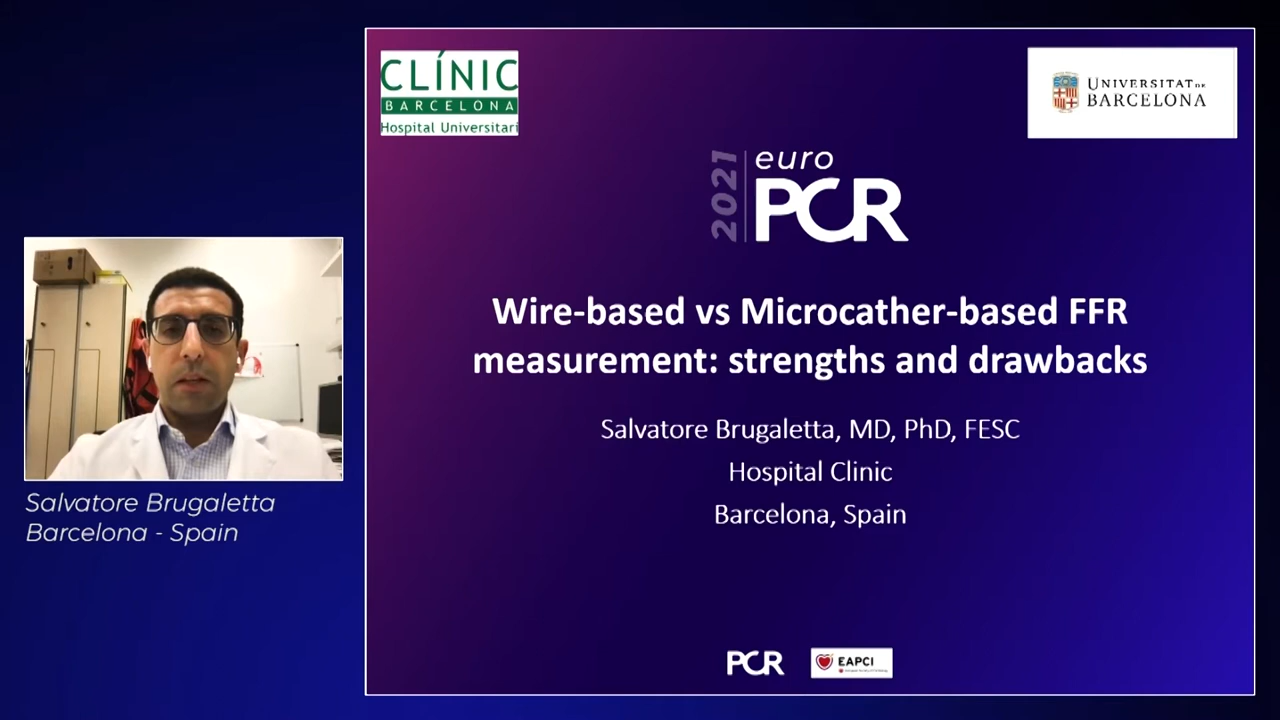 CLÍNIC
BARCELONA
Hospital Universitari
UNIVERSITAT DE
BARCELONA
2021
euro
PCR
Wire-based vs Microcather-based FFR
measurement: strengths and drawbacks
Salvatore Brugaletta, MD, PhD, FESC
Hospital Clinic
Barcelona, Spain
Salvatore Brugaletta
Barcelona - Spain
PCR
EAPCI